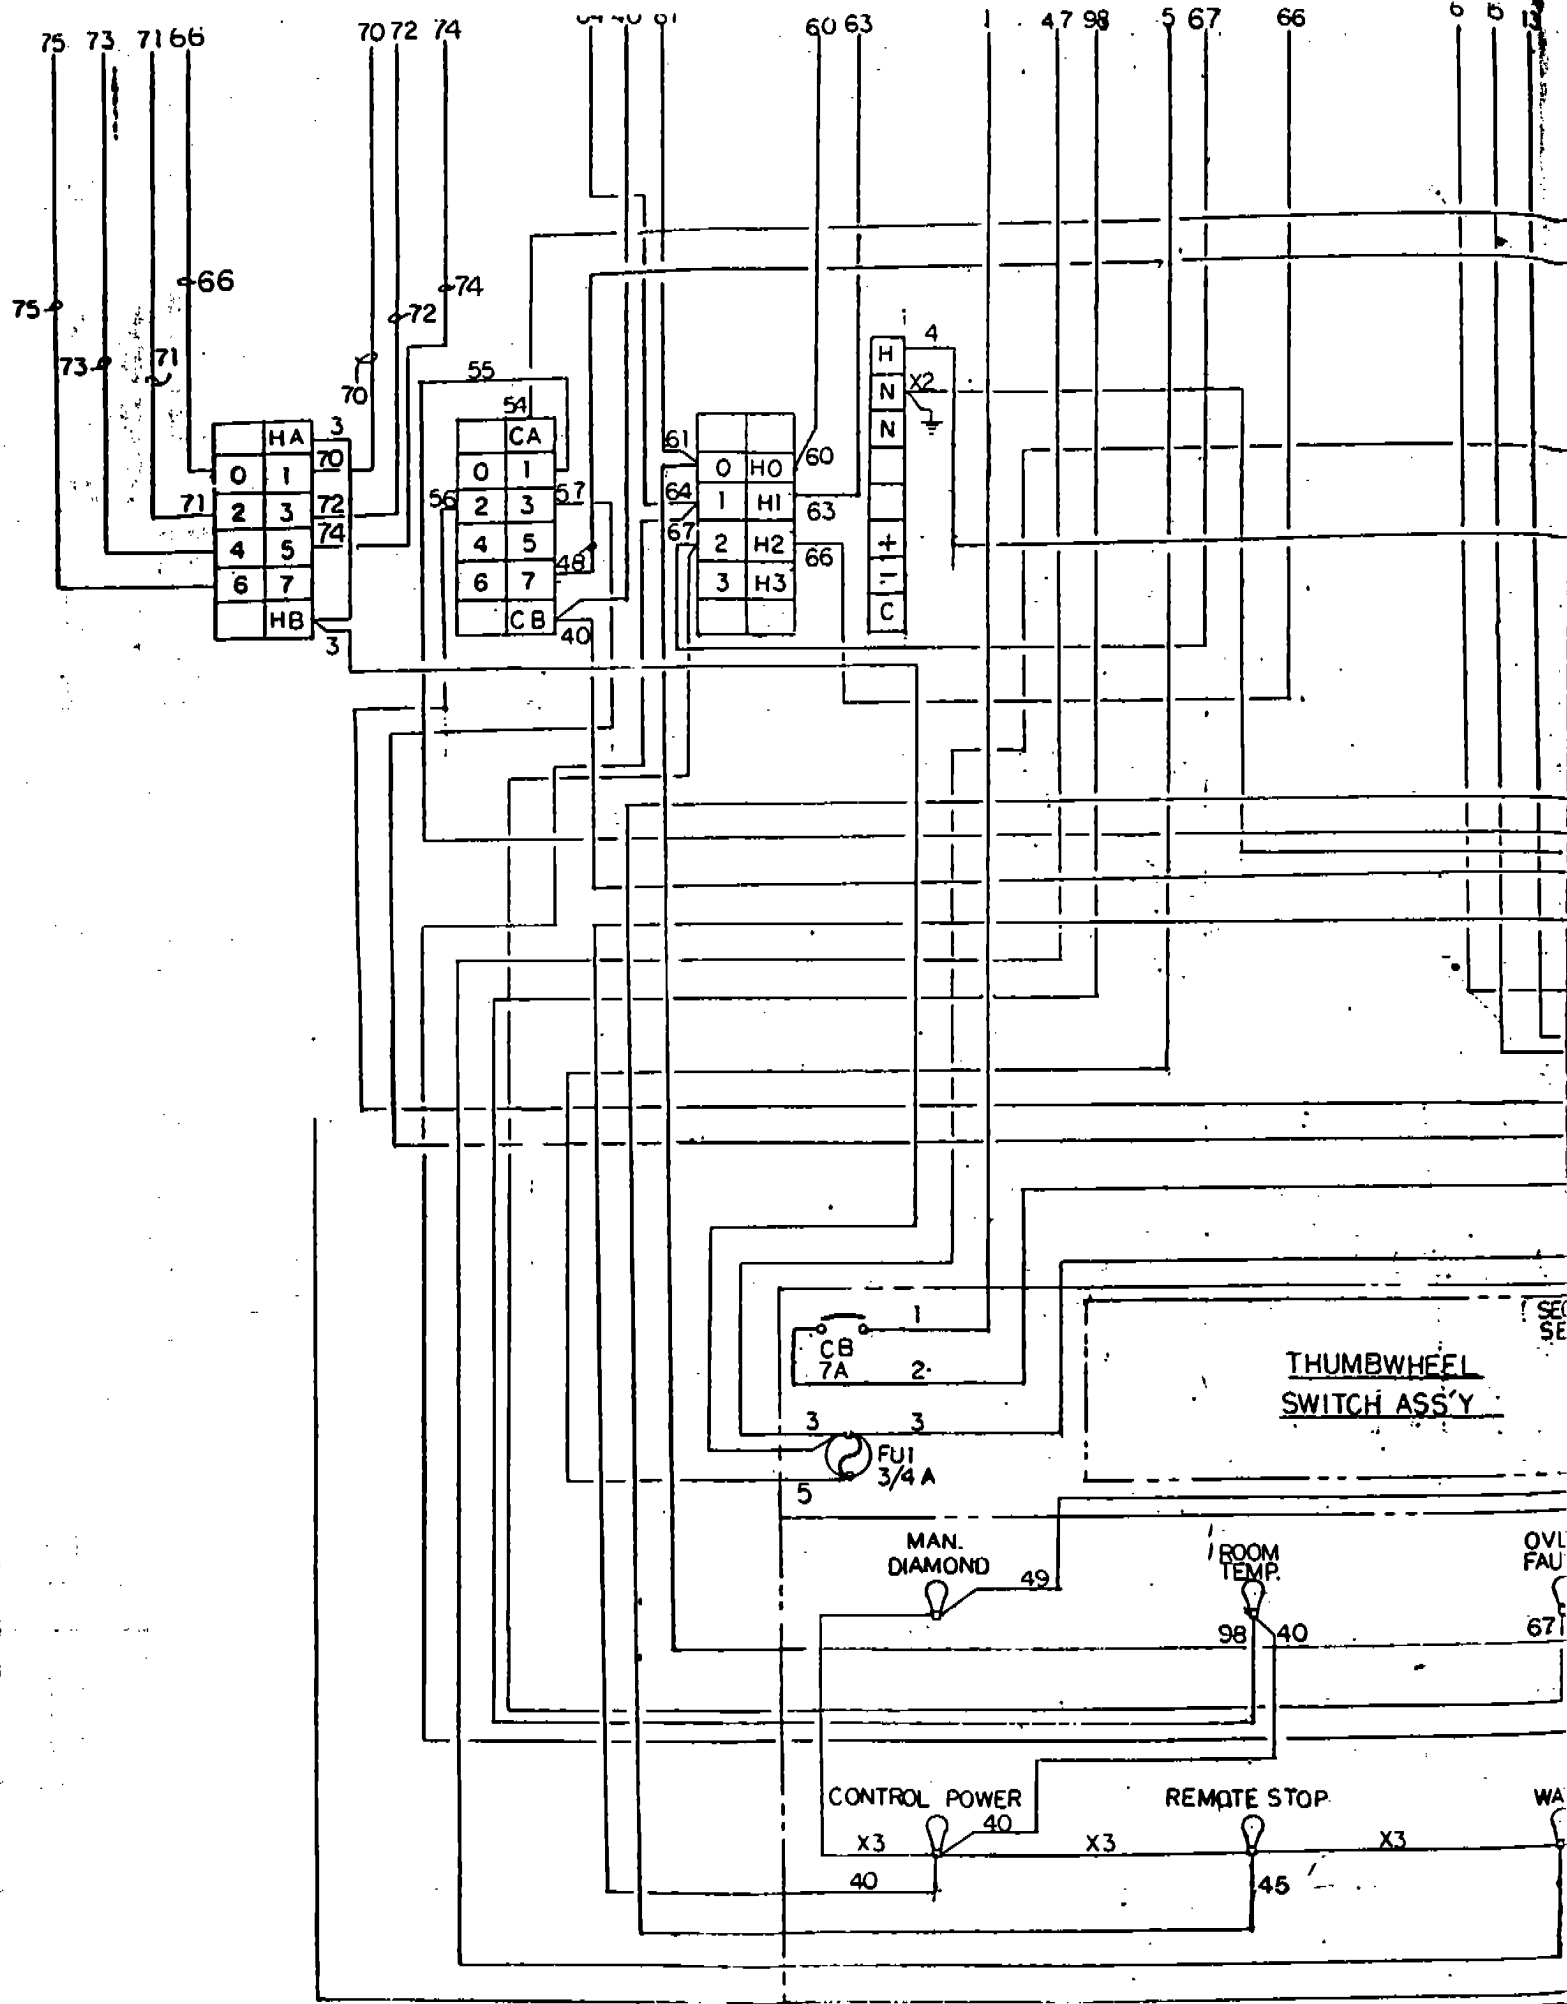 75 73 71 66 70 72 74 60 63 1 47 98 5 67 66
66
74
75
72
73 71
70
55
54
4
H
X2
N
N
+
C
HA 3
0 1 70
71 2 3 72
74
4 5
6 7
HB
3
CA
0 1
56 2 3 57
4 5
48
6 7
CB
40
61
0 H0 60
64 1 H1 63
67 2 H2 66
3 H3
1
CB
7A 2
THUMBWHEEL
SWITCH ASS'Y
3 3
FU1
3/4 A
5
MAN.
DIAMOND
49
ROOM
TEMP.
98 40
67
CONTROL POWER
REMOTE STOP
40
X3 X3 X3
40
45